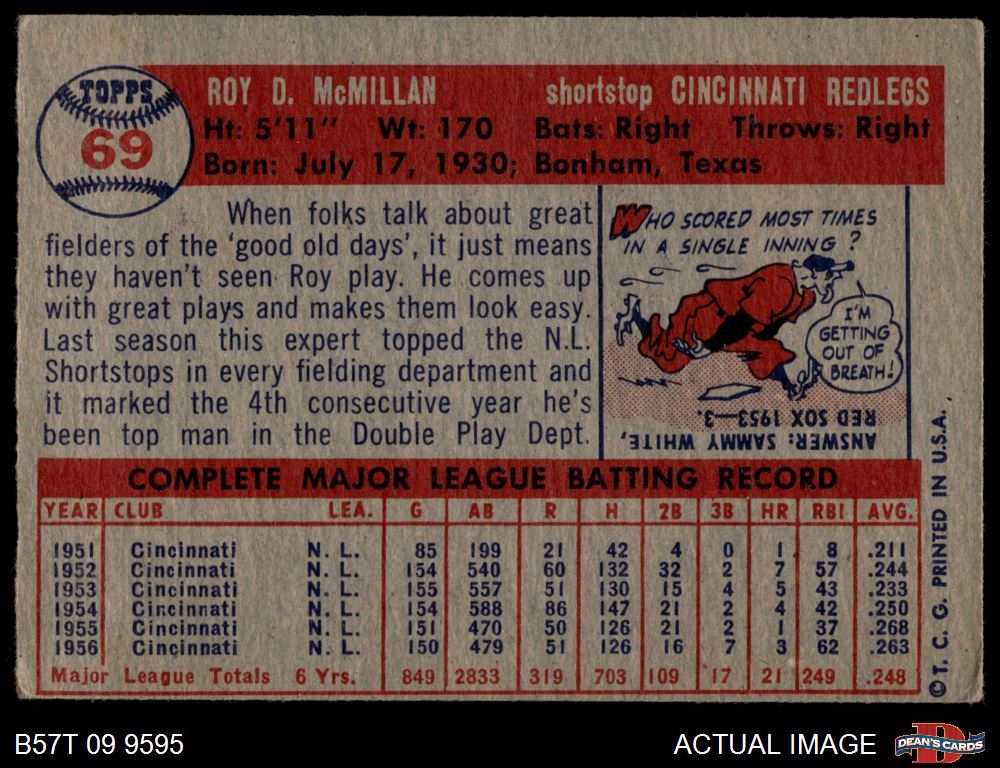 TOPPS
69
ROY D. McMILLAN shortstop CINCINNATI REDLEGS
Ht: 5'11" Wt: 170 Bats: Right Throws: Right
Born: July 17, 1930; Bonham, Texas
When folks talk about great
fielders of the 'good old days', it just means
they haven't seen Roy play. He comes up
with great plays and makes them look easy.
Last season this expert topped the N.L.
Shortstops in every fielding department and
it marked the 4th consecutive year he's
been top man in the Double Play Dept.
WHO SCORED MOST TIMES
IN A SINGLE INNING?
I'M
GETTING
OUT OF
BREATH!
ANSWER: SAMMY WHITE,
RED SOX 1953—3.
COMPLETE MAJOR LEAGUE BATTING RECORD
YEAR CLUB LEA. G AB R H 2B 3B HR RBI AVG.
1951 Cincinnati N. L. 85 199 21 42 4 0 1 8 .211
1952 Cincinnati N. L. 154 540 60 132 32 2 7 57 .244
1953 Cincinnati N. L. 155 557 51 130 15 4 5 43 .233
1954 Cincinnati N. L. 154 588 86 147 21 2 4 42 .250
1955 Cincinnati N. L. 151 470 50 126 21 2 1 37 .268
1956 Cincinnati N. L. 150 479 51 126 16 7 3 62 .263
Major League Totals 6 Yrs. 849 2833 319 703 109 17 21 249 .248
© T. C. G. PRINTED IN U.S.A.
B57T 09 9595
ACTUAL IMAGE
D
DEAN'S CARDS